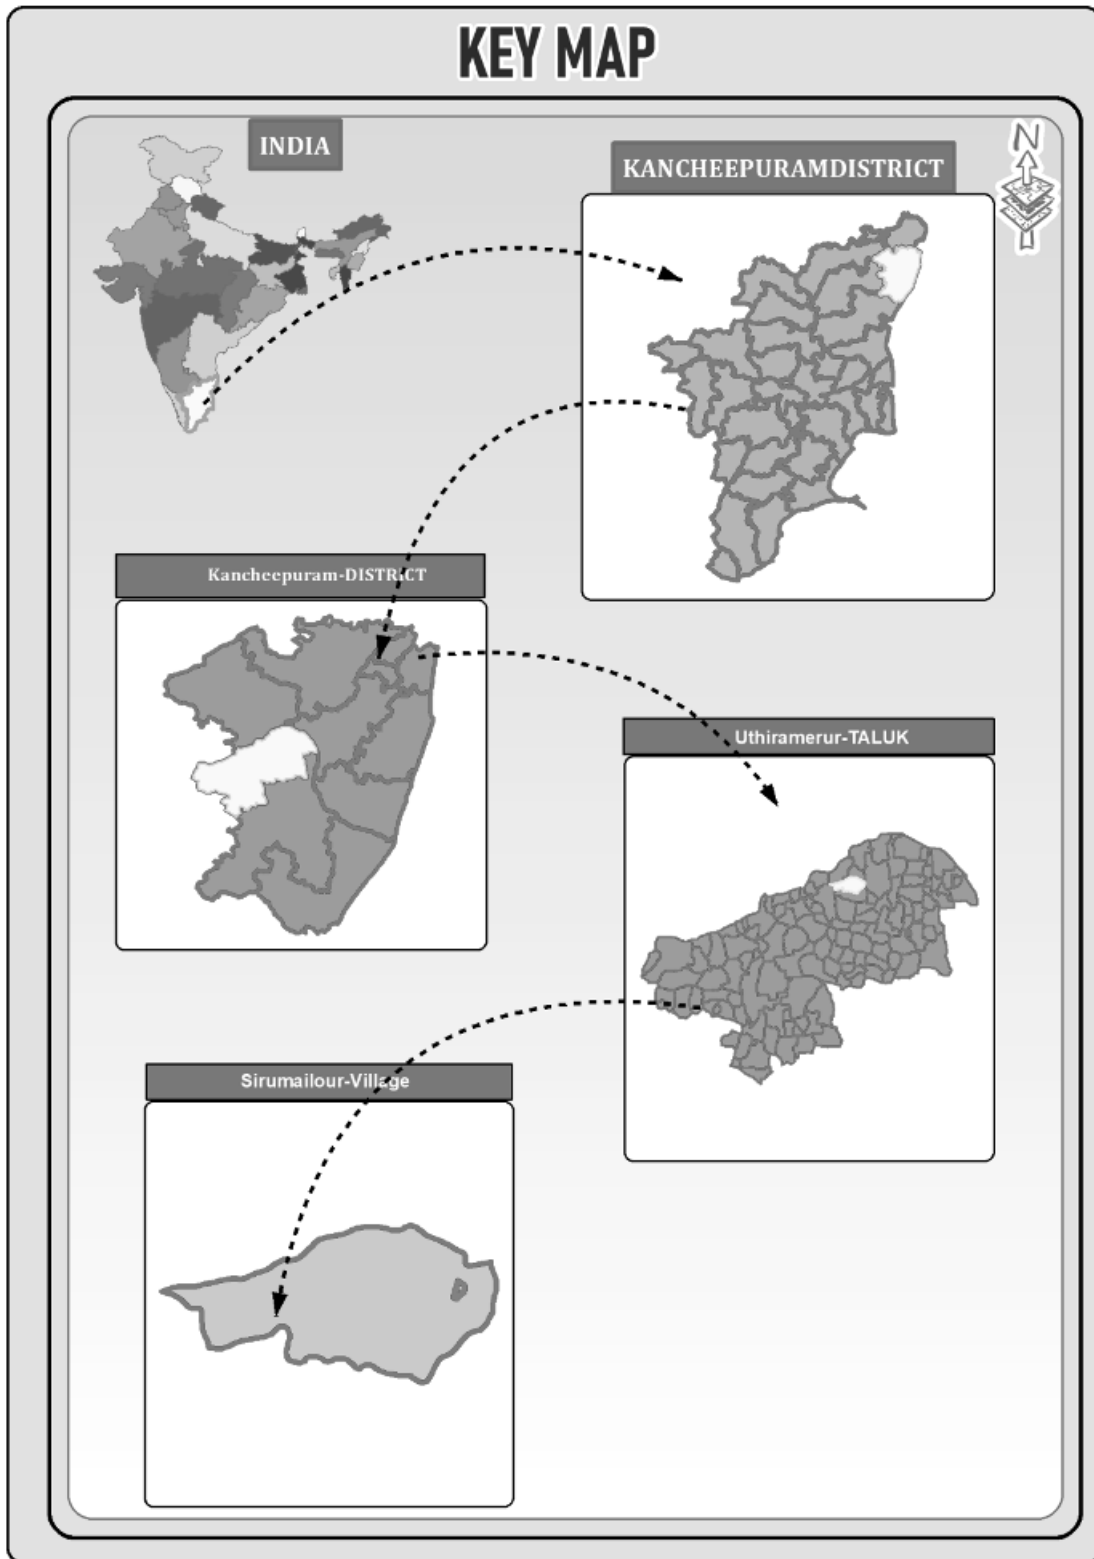 KEY MAP
INDIA
KANCHEEPURAMDISTRICT
N
Kancheepuram-DISTRICT
Uthiramerur-TALUK
Sirumailour-Village